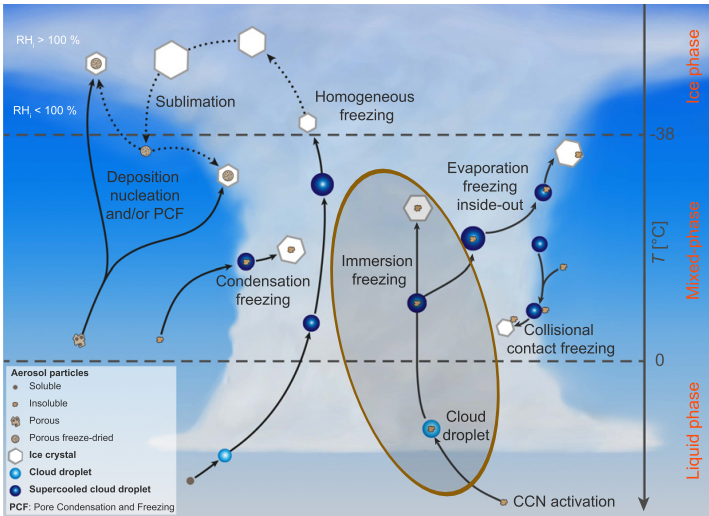 RHi > 100 %
RHi < 100 %
Sublimation
Homogeneous
freezing
Ice phase
-38
Deposition
nucleation
and/or PCF
Evaporation
freezing
inside-out
Immersion
freezing
Condensation
freezing
Collisional
contact freezing
T [°C]
Mixed-phase
0
Cloud
droplet
CCN activation
Liquid phase
Aerosol particles
Soluble
Insoluble
Porous
Porous freeze-dried
Ice crystal
Cloud droplet
Supercooled cloud droplet
PCF: Pore Condensation and Freezing